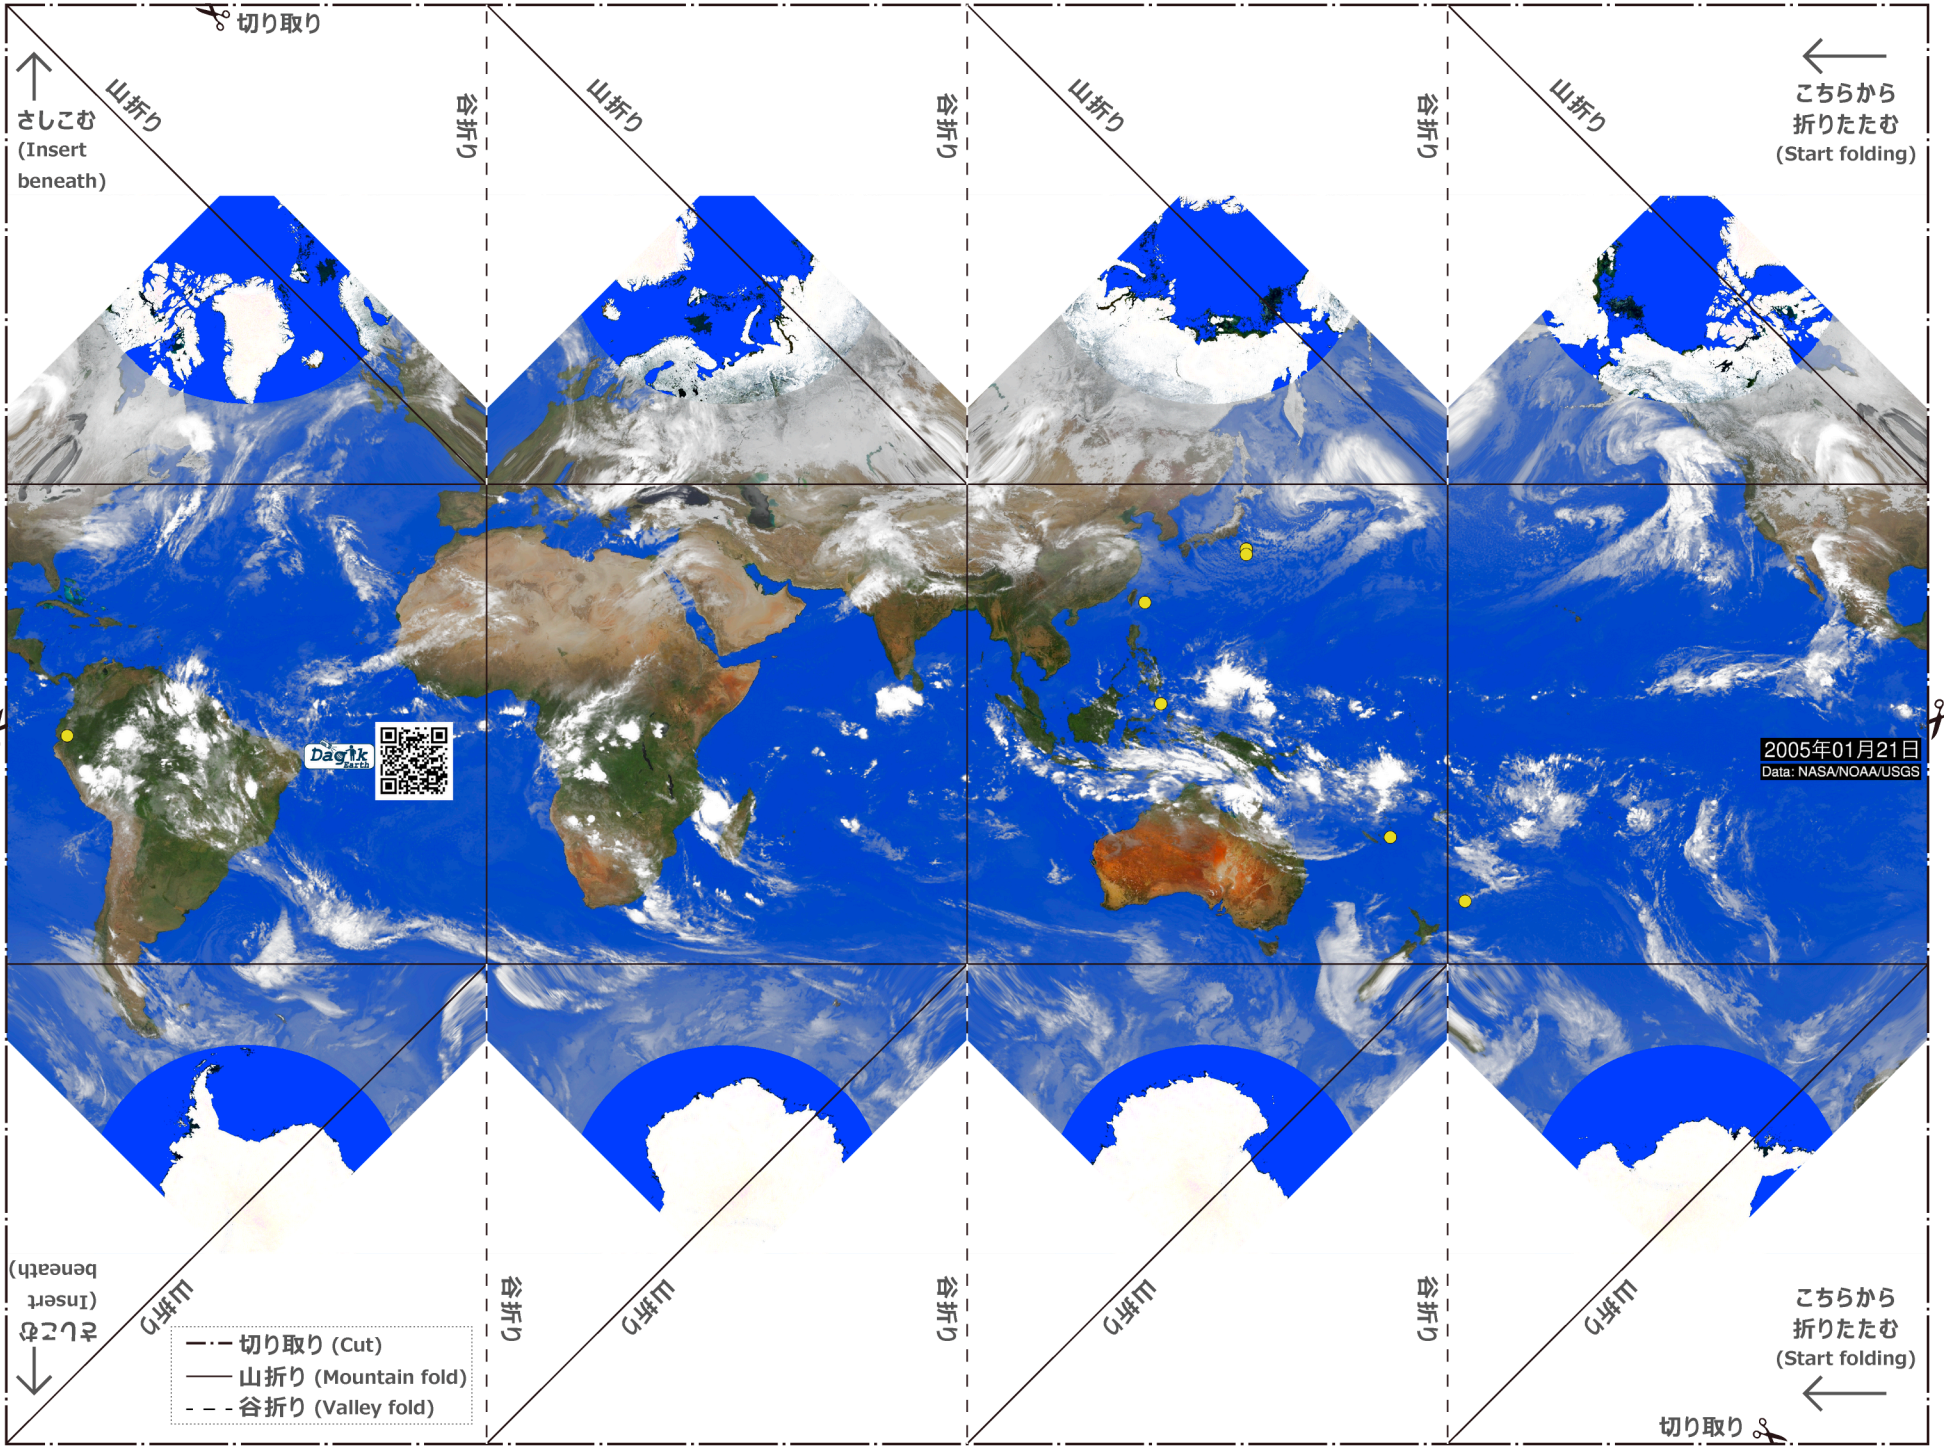 切り取り
山折り
谷折り
山折り
谷折り
山折り
谷折り
山折り
こちらから
折りたたむ
(Start folding)
さしこむ
(Insert
beneath)
Dagik
Earth
2005年01月21日
Data: NASA/NOAA/USGS
さしこむ
(Insert
beneath)
山折り
谷折り
山折り
谷折り
山折り
谷折り
山折り
こちらから
折りたたむ
(Start folding)
切り取り (Cut)
山折り (Mountain fold)
谷折り (Valley fold)
切り取り